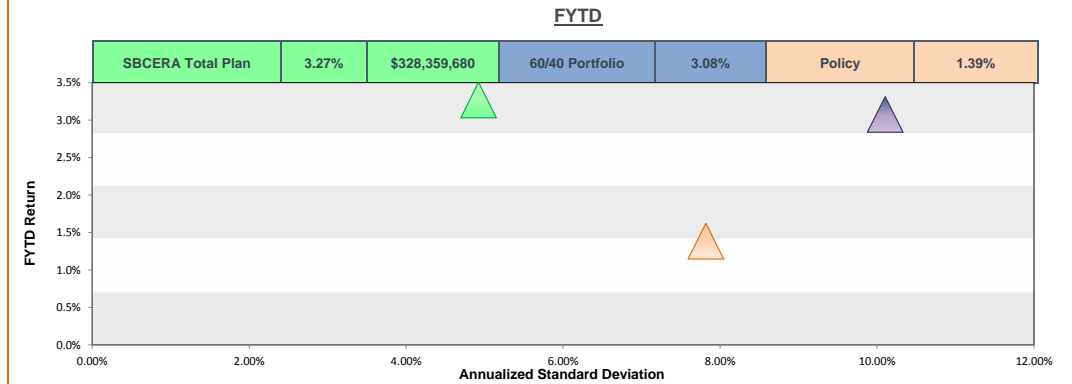 FYTD
SBCERA Total Plan 3.27% $328,359,680 60/40 Portfolio 3.08% Policy 1.39%
3.5%
3.0%
2.5%
2.0%
1.5%
1.0%
0.5%
0.0%
FYTD Return
0.00% 2.00% 4.00% 6.00% 8.00% 10.00% 12.00%
Annualized Standard Deviation